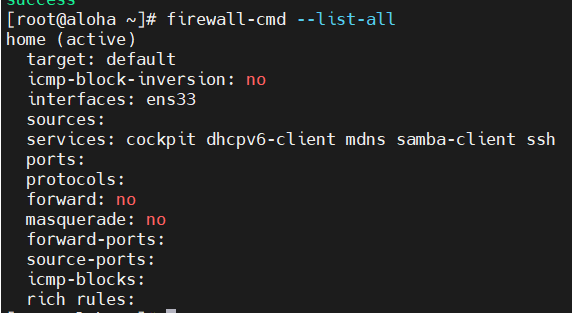 success
[root@aloha ~]# firewall-cmd --list-all
home (active)
  target: default
  icmp-block-inversion: no
  interfaces: ens33
  sources:
  services: cockpit dhcpv6-client mdns samba-client ssh
  ports:
  protocols:
  forward: no
  masquerade: no
  forward-ports:
  source-ports:
  icmp-blocks:
  rich rules: